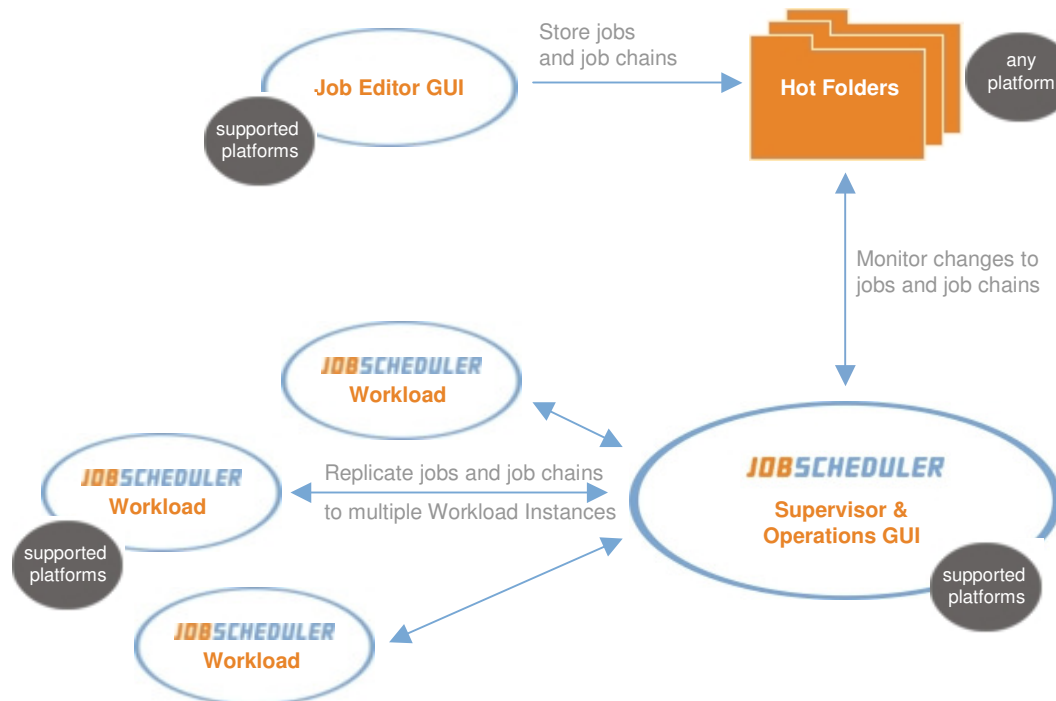 Store jobs
and job chains
Job Editor GUI
supported
platforms
Hot Folders
any
platform
Monitor changes to
jobs and job chains
JOBSCHEDULER
Workload
JOBSCHEDULER
Workload
supported
platforms
Replicate jobs and job chains
to multiple Workload Instances
JOBSCHEDULER
Supervisor &
Operations GUI
supported
platforms
JOBSCHEDULER
Workload